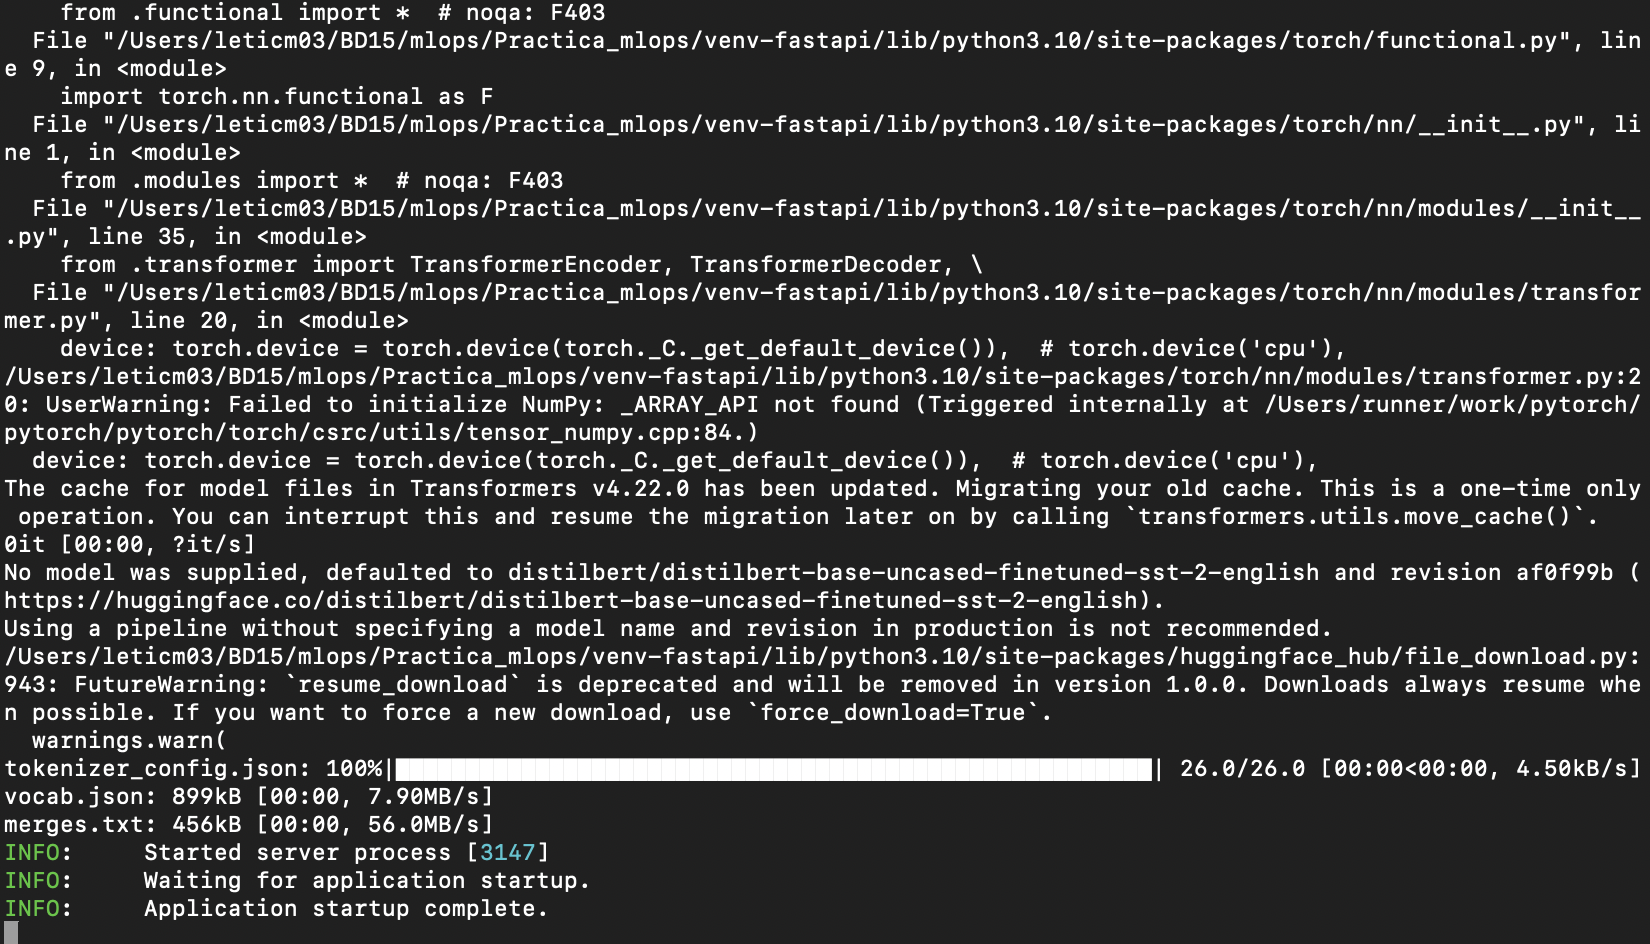 from .functional import *  # noqa: F403
  File "/Users/leticm03/BD15/mlops/Practica_mlops/venv-fastapi/lib/python3.10/site-packages/torch/functional.py", lin
e 9, in <module>
    import torch.nn.functional as F
  File "/Users/leticm03/BD15/mlops/Practica_mlops/venv-fastapi/lib/python3.10/site-packages/torch/nn/__init__.py", li
ne 1, in <module>
    from .modules import *  # noqa: F403
  File "/Users/leticm03/BD15/mlops/Practica_mlops/venv-fastapi/lib/python3.10/site-packages/torch/nn/modules/__init__
.py", line 35, in <module>
    from .transformer import TransformerEncoder, TransformerDecoder, \
  File "/Users/leticm03/BD15/mlops/Practica_mlops/venv-fastapi/lib/python3.10/site-packages/torch/nn/modules/transfor
mer.py", line 20, in <module>
    device: torch.device = torch.device(torch._C._get_default_device()),  # torch.device('cpu'),
/Users/leticm03/BD15/mlops/Practica_mlops/venv-fastapi/lib/python3.10/site-packages/torch/nn/modules/transformer.py:2
0: UserWarning: Failed to initialize NumPy: _ARRAY_API not found (Triggered internally at /Users/runner/work/pytorch/
pytorch/pytorch/torch/csrc/utils/tensor_numpy.cpp:84.)
  device: torch.device = torch.device(torch._C._get_default_device()),  # torch.device('cpu'),
The cache for model files in Transformers v4.22.0 has been updated. Migrating your old cache. This is a one-time only
 operation. You can interrupt this and resume the migration later on by calling `transformers.utils.move_cache()`.
0it [00:00, ?it/s]
No model was supplied, defaulted to distilbert/distilbert-base-uncased-finetuned-sst-2-english and revision af0f99b (
https://huggingface.co/distilbert/distilbert-base-uncased-finetuned-sst-2-english).
Using a pipeline without specifying a model name and revision in production is not recommended.
/Users/leticm03/BD15/mlops/Practica_mlops/venv-fastapi/lib/python3.10/site-packages/huggingface_hub/file_download.py:
943: FutureWarning: `resume_download` is deprecated and will be removed in version 1.0.0. Downloads always resume whe
n possible. If you want to force a new download, use `force_download=True`.
  warnings.warn(
tokenizer_config.json: 100%|██████████████████████████████████████████████████████| 26.0/26.0 [00:00<00:00, 4.50kB/s]
vocab.json: 899kB [00:00, 7.90MB/s]
merges.txt: 456kB [00:00, 56.0MB/s]
INFO:     Started server process [3147]
INFO:     Waiting for application startup.
INFO:     Application startup complete.